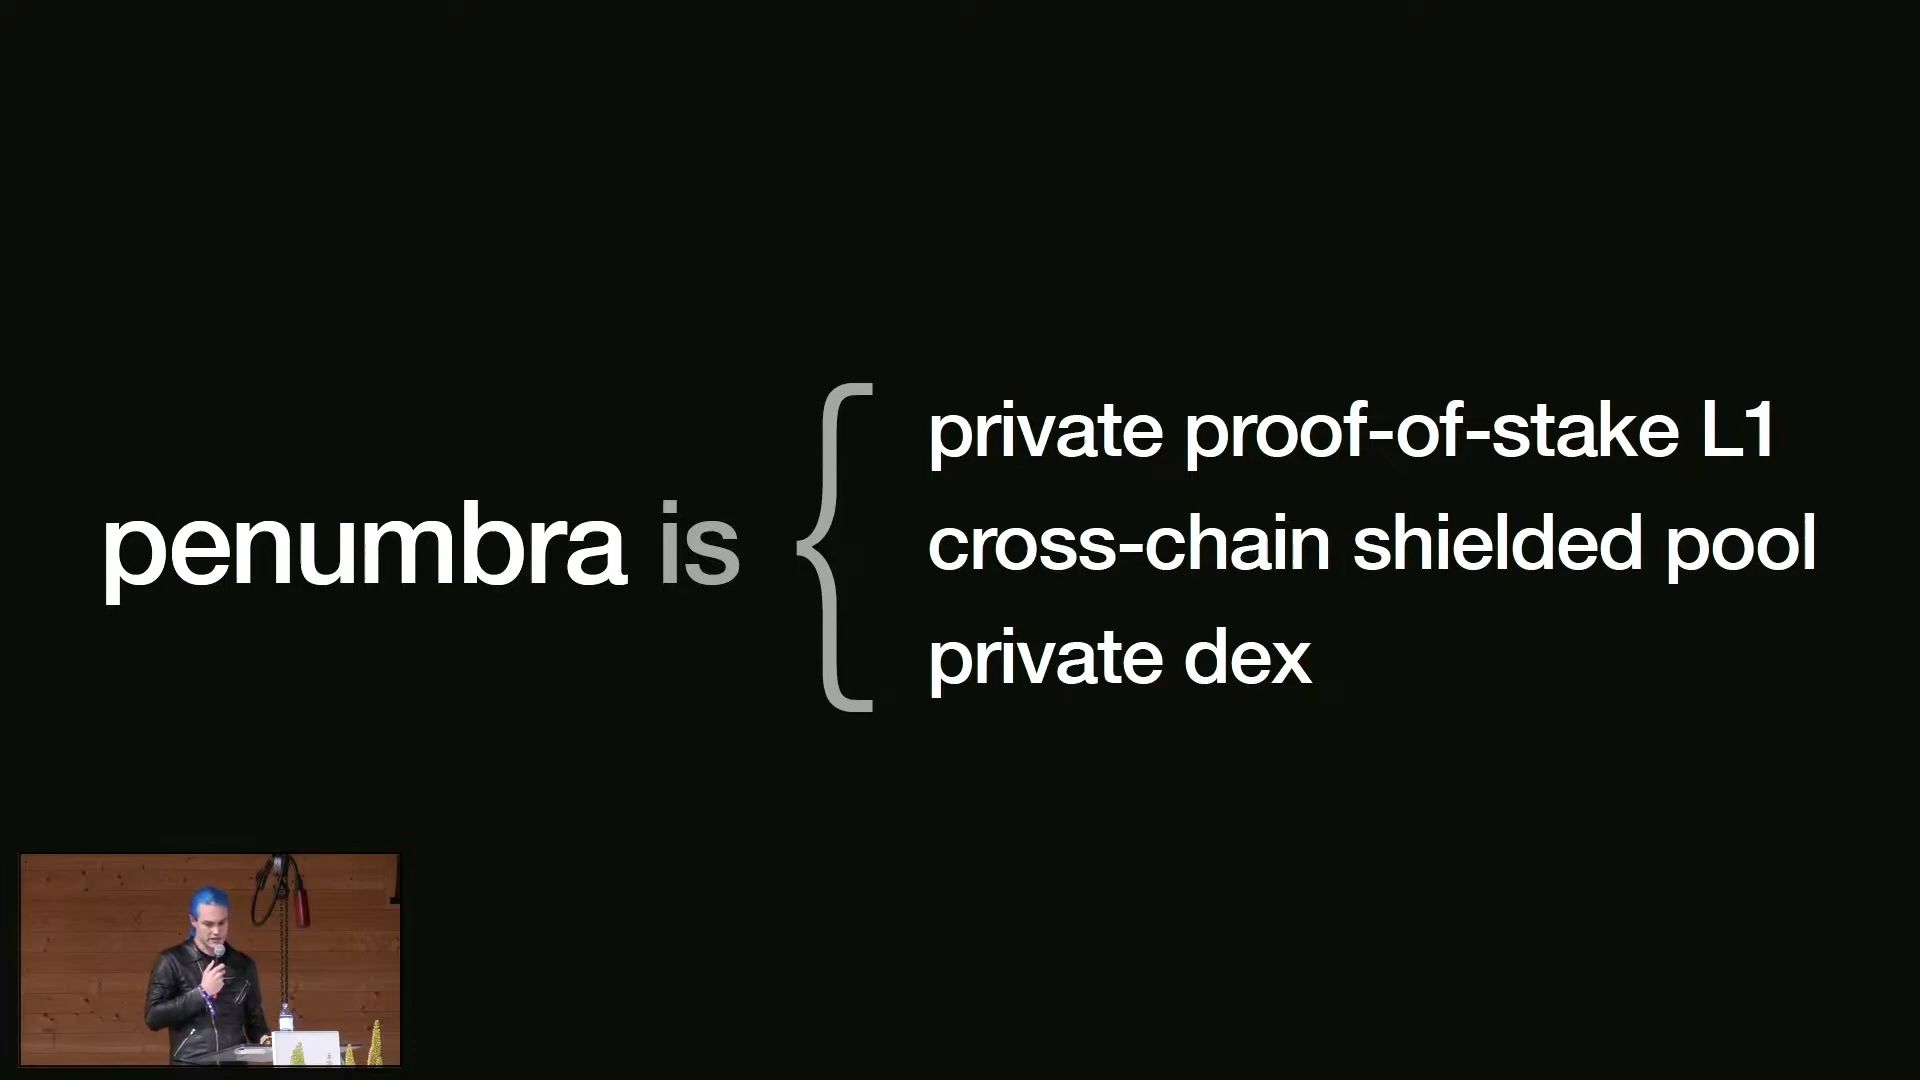 penumbra is
private proof-of-stake L1
cross-chain shielded pool
private dex